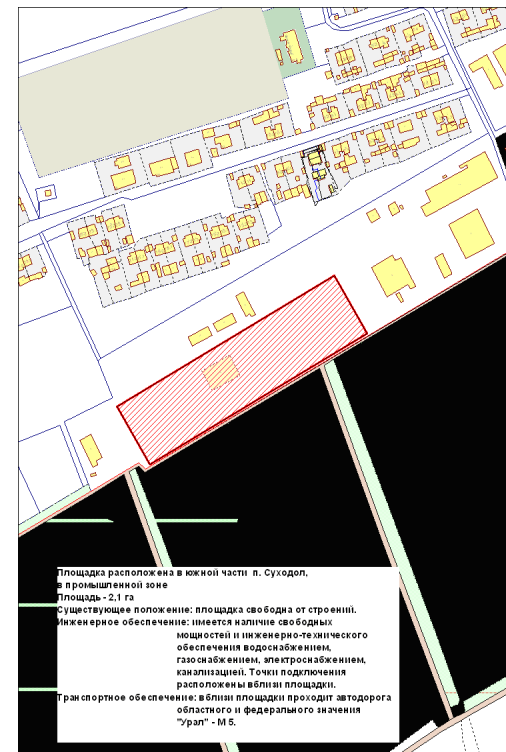 Площадка расположена в южной части п. Суходол,
в промышленной зоне
Площадь - 2,1 га
Существующее положение: площадка свободна от строений.
Инженерное обеспечение: имеется наличие свободных
мощностей и инженерно-технического
обеспечения водоснабжением,
газоснабжением, электроснабжением,
канализацией. Точки подключения
расположены вблизи площадки.
Транспортное обеспечение: вблизи площадки проходит автодорога
областного и федерального значения
"Урал" - М 5.